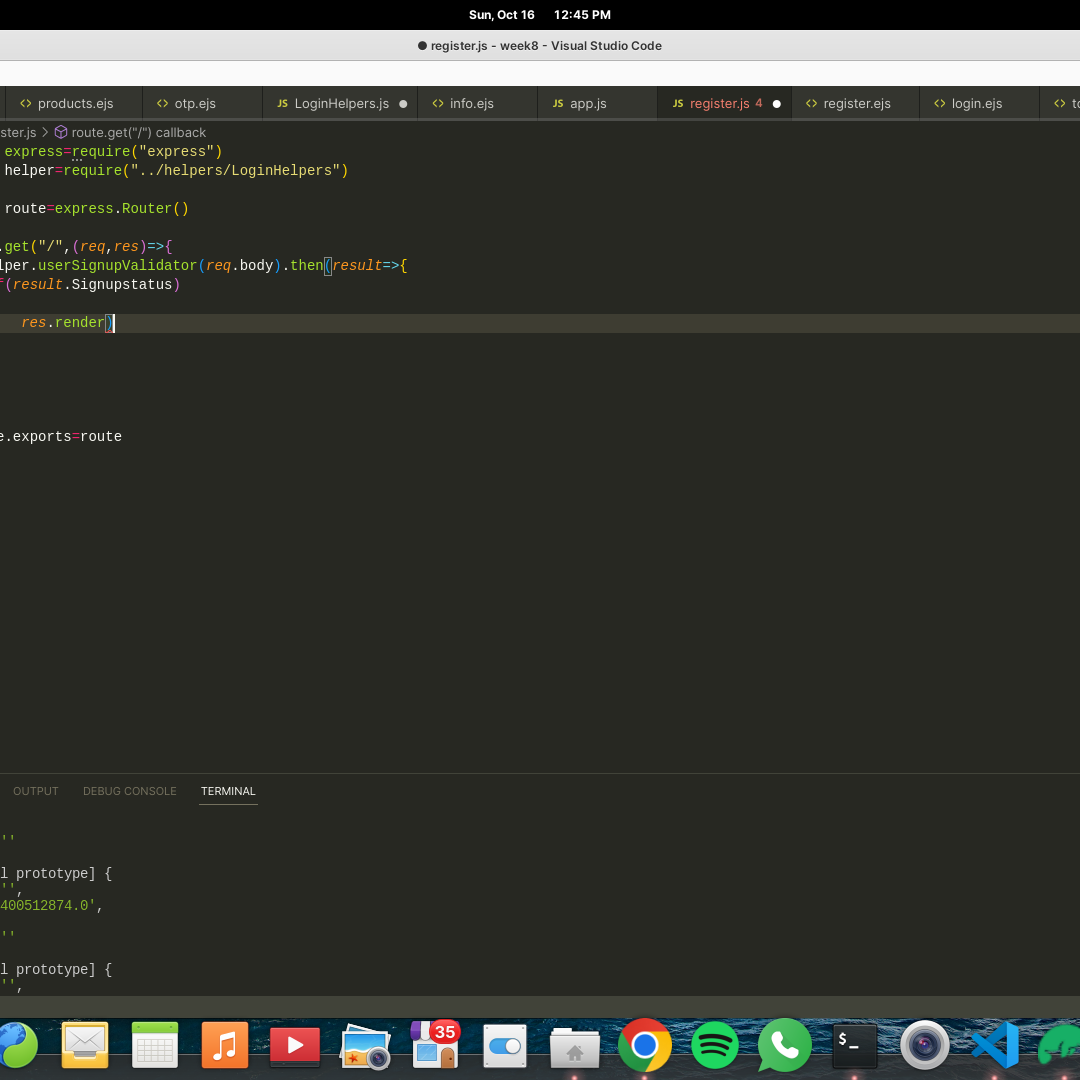 Sun, Oct 16 12:45 PM
● register.js - week8 - Visual Studio Code
products.ejs otp.ejs JS LoginHelpers.js info.ejs JS app.js JS register.js 4 register.ejs login.ejs to
ster.js > route.get("/") callback
express=require("express")
helper=require("../helpers/LoginHelpers")
route=express.Router()
.get("/",(req,res)=>{
lper.userSignupValidator(req.body).then(result=>{
f(result.Signupstatus)
res.render)
e.exports=route
OUTPUT DEBUG CONSOLE TERMINAL
''
l prototype] {
'',
400512874.0',
''
l prototype] {
'',
35
$_